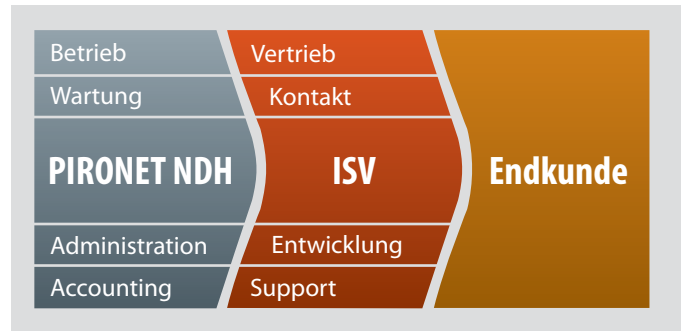 Betrieb
Wartung
PIRONET NDH
Administration
Accounting
Vertrieb
Kontakt
ISV
Entwicklung
Support
Endkunde